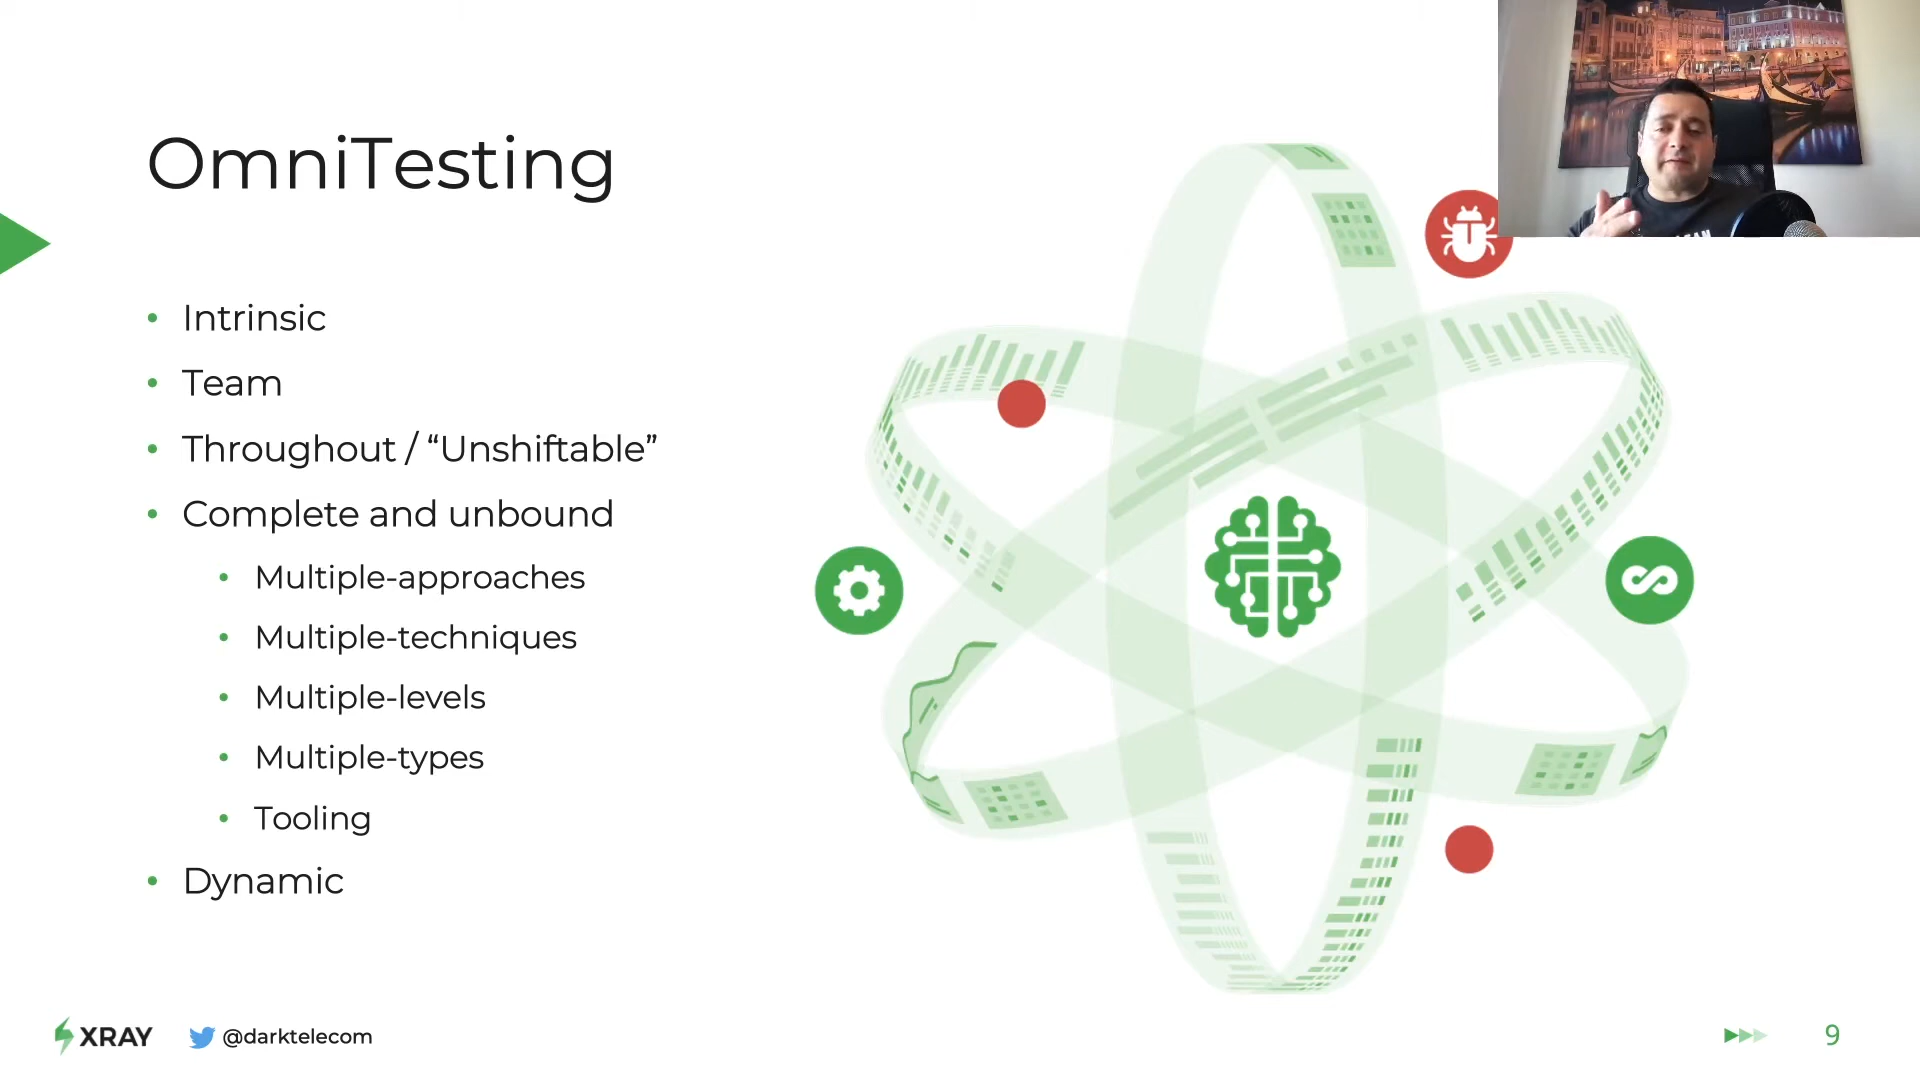 OmniTesting
• Intrinsic
• Team
• Throughout / “Unshiftable”
• Complete and unbound
• Multiple-approaches
• Multiple-techniques
• Multiple-levels
• Multiple-types
• Tooling
• Dynamic
XRAY
@darktelecom
9